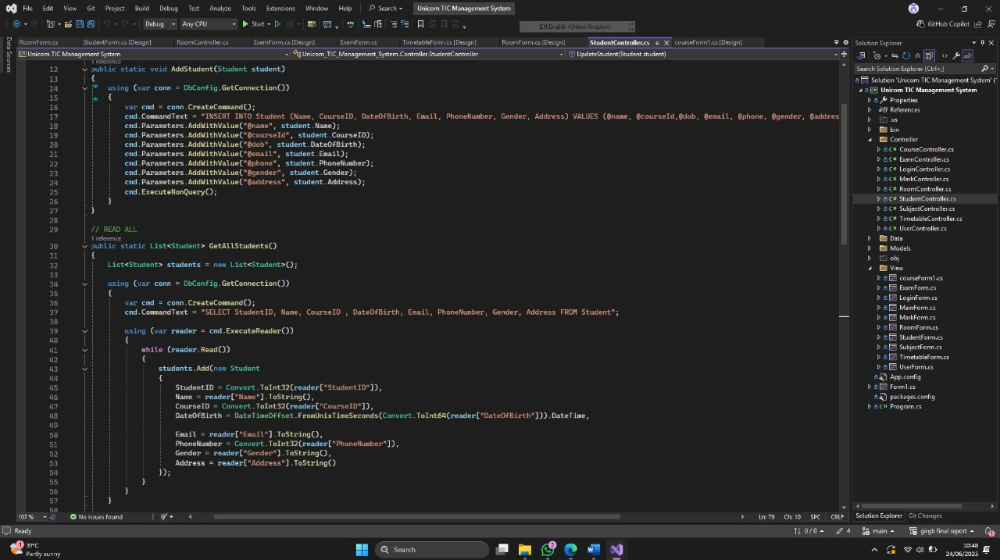 File Edit View Git Project Build Debug Test Analyze Tools Extensions Window Help Search Unicom TIC Management System
Debug Any CPU Start EN English (United Kingdom) GitHub Copilot
Data Sources
RoomForm.cs StudentForm.cs [Design] RoomController.cs ExamForm.cs [Design] ExamForm.cs TimetableForm.cs [Design] RoomForm.cs [Design] StudentController.cs courseForm1.cs [Design]
Unicom TIC Management System Unicom_TIC_Management_System.Controller.StudentController UpdateStudent(Student student)
1 reference
12 public static void AddStudent(Student student)
13 {
14 using (var conn = DbConfig.GetConnection())
15 {
16 var cmd = conn.CreateCommand();
17 cmd.CommandText = "INSERT INTO Student (Name, CourseID, DateOfBirth, Email, PhoneNumber, Gender, Address) VALUES (@name, @courseId,@dob, @email, @phone, @gender, @addres
18 cmd.Parameters.AddWithValue("@name", student.Name);
19 cmd.Parameters.AddWithValue("@courseId", student.CourseID);
20 cmd.Parameters.AddWithValue("@dob", student.DateOfBirth);
21 cmd.Parameters.AddWithValue("@email", student.Email);
22 cmd.Parameters.AddWithValue("@phone", student.PhoneNumber);
23 cmd.Parameters.AddWithValue("@gender", student.Gender);
24 cmd.Parameters.AddWithValue("@address", student.Address);
25 cmd.ExecuteNonQuery();
26 }
27 }
28
29 // READ ALL
1 reference
30 public static List<Student> GetAllStudents()
31 {
32 List<Student> students = new List<Student>();
33
34 using (var conn = DbConfig.GetConnection())
35 {
36 var cmd = conn.CreateCommand();
37 cmd.CommandText = "SELECT StudentID, Name, CourseID , DateOfBirth, Email, PhoneNumber, Gender, Address FROM Student";
38
39 using (var reader = cmd.ExecuteReader())
40 {
41 while (reader.Read())
42 {
43 students.Add(new Student
44 {
45 StudentID = Convert.ToInt32(reader["StudentID"]),
46 Name = reader["Name"].ToString(),
47 CourseID = Convert.ToInt32(reader["CourseID"]),
48 DateOfBirth = DateTimeOffset.FromUnixTimeSeconds(Convert.ToInt64(reader["DateOfBirth"])).DateTime,
49
50 Email = reader["Email"].ToString(),
51 PhoneNumber = Convert.ToInt32(reader["PhoneNumber"]),
52 Gender = reader["Gender"].ToString(),
53 Address = reader["Address"].ToString()
54 });
55 }
56 }
57 }
58
107 % No issues found Ln: 79 Ch: 10 SPC CRLF
Solution Explorer
Search Solution Explorer (Ctrl+;)
Solution 'Unicom TIC Management System' (
Unicom TIC Management System
Properties
References
.vs
bin
Controller
CourseController.cs
ExamController.cs
LoginController.cs
MarkController.cs
RoomController.cs
StudentController.cs
SubjectController.cs
TimetableController.cs
UserController.cs
Data
Models
obj
View
courseForm1.cs
ExamForm.cs
LoginForm.cs
MainForm.cs
MarkForm.cs
RoomForm.cs
StudentForm.cs
SubjectForm.cs
TimetableForm.cs
UserForm.cs
App.config
Form1.cs
packages.config
Program.cs
Solution Explorer Git Changes
Ready 0 / 0 4 main girgb final report 1
1 31°C
Partly sunny
Search
2
10:48
24/06/2025